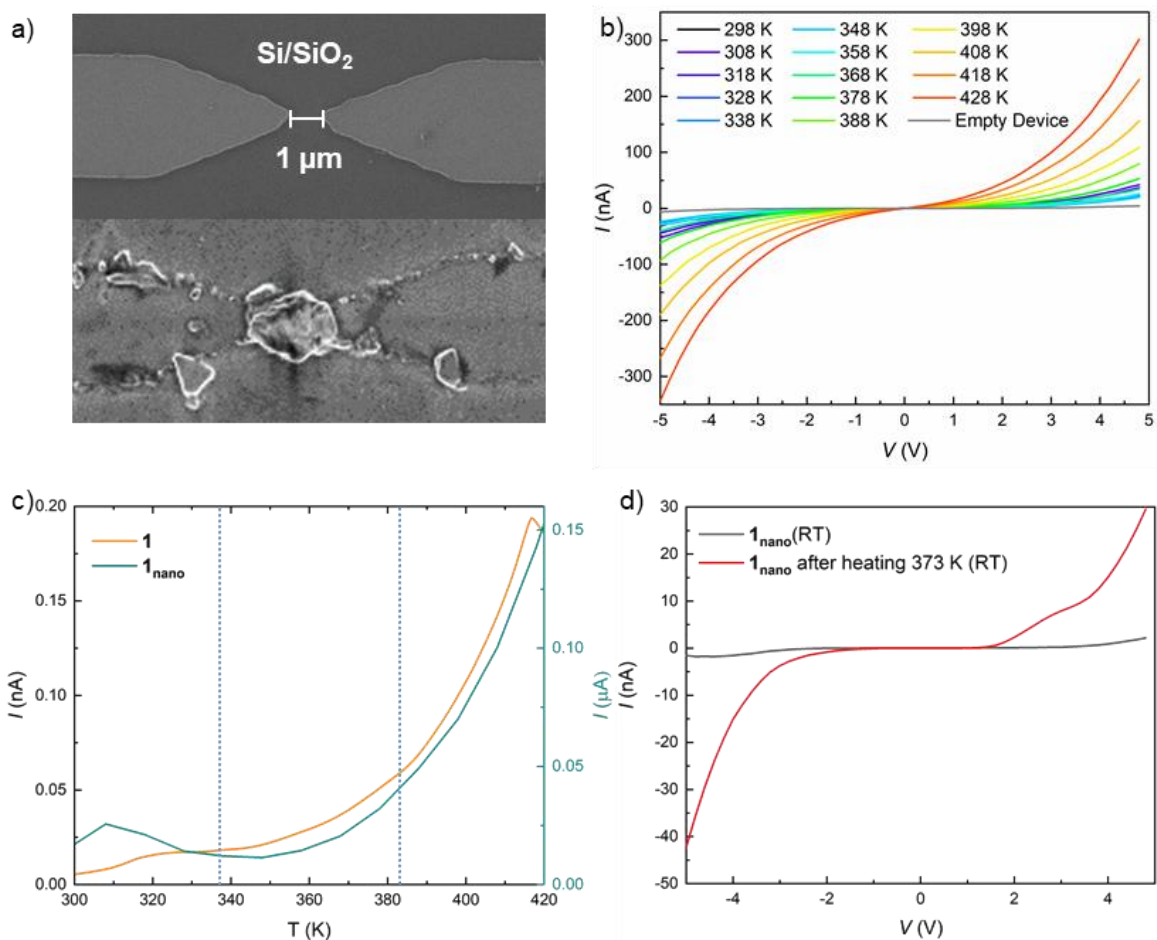 a)
Si/SiO2
1 µm
b)
298 K 348 K 398 K
308 K 358 K 408 K
318 K 368 K 418 K
328 K 378 K 428 K
338 K 388 K Empty Device
300
200
100
0
-100
-200
-300
I (nA)
-5 -4 -3 -2 -1 0 1 2 3 4 5
V (V)
c)
1
1nano
0.20
0.15
0.10
0.05
0.00
I (nA)
0.15
0.10
0.05
0.00
I (µA)
300 320 340 360 380 400 420
T (K)
d)
1nano(RT)
1nano after heating 373 K (RT)
30
20
10
0
-10
-20
-30
-40
-50
I (nA)
-4 -2 0 2 4
V (V)